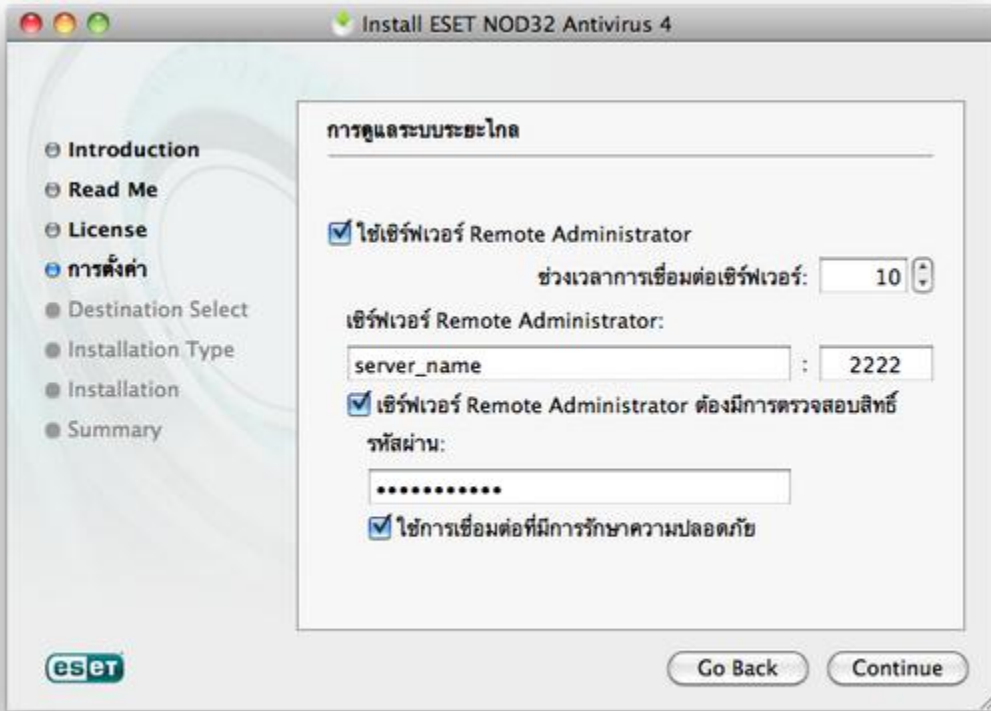 Install ESET NOD32 Antivirus 4
Introduction
Read Me
License
การตั้งค่า
Destination Select
Installation Type
Installation
Summary
การดูแลระบบระยะไกล
ใช้เซิร์ฟเวอร์ Remote Administrator
ช่วงเวลาการเชื่อมต่อเซิร์ฟเวอร์: 10
เซิร์ฟเวอร์ Remote Administrator:
server_name : 2222
เซิร์ฟเวอร์ Remote Administrator ต้องมีการตรวจสอบสิทธิ์
รหัสผ่าน:
•••••••••••
ใช้การเชื่อมต่อที่มีการรักษาความปลอดภัย
eset
Go Back Continue